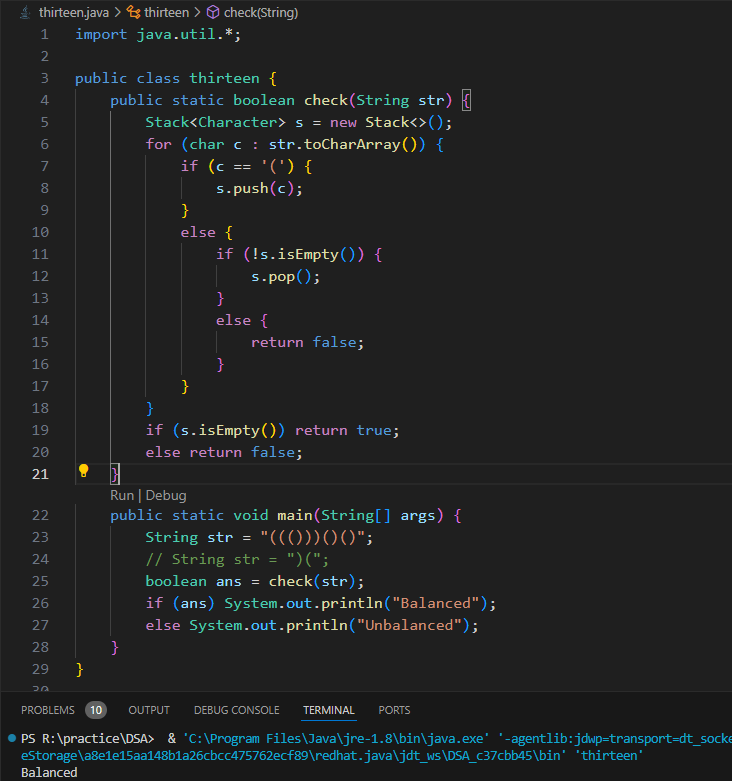 thirteen.java > thirteen > check(String)
1 import java.util.*;
2
3 public class thirteen {
4     public static boolean check(String str) {
5         Stack<Character> s = new Stack<>();
6         for (char c : str.toCharArray()) {
7             if (c == '(') {
8                 s.push(c);
9             }
10             else {
11                 if (!s.isEmpty()) {
12                     s.pop();
13                 }
14                 else {
15                     return false;
16                 }
17             }
18         }
19         if (s.isEmpty()) return true;
20         else return false;
21     }
Run | Debug
22     public static void main(String[] args) {
23         String str = "((()))()()";
24         // String str = ")(";
25         boolean ans = check(str);
26         if (ans) System.out.println("Balanced");
27         else System.out.println("Unbalanced");
28     }
29 }
30
PROBLEMS 10 OUTPUT DEBUG CONSOLE TERMINAL PORTS
PS R:\practice\DSA>  & 'C:\Program Files\Java\jre-1.8\bin\java.exe' '-agentlib:jdwp=transport=dt_socke
eStorage\a8e1e15aa148b1a26cbcc475762ecf89\redhat.java\jdt_ws\DSA_c37cbb45\bin' 'thirteen'
Balanced